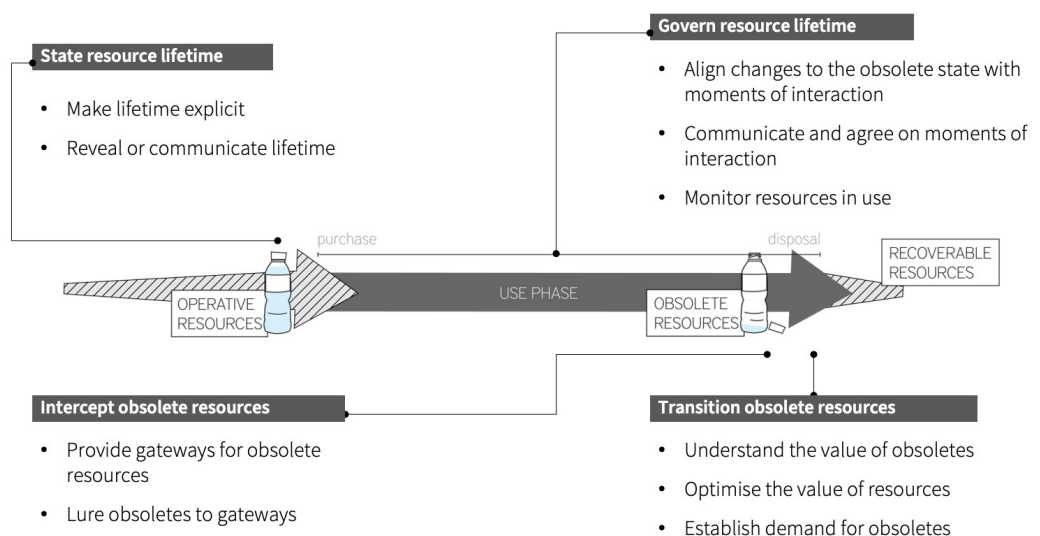 State resource lifetime
• Make lifetime explicit
• Reveal or communicate lifetime
Govern resource lifetime
• Align changes to the obsolete state with
moments of interaction
• Communicate and agree on moments of
interaction
• Monitor resources in use
purchase
disposal
OPERATIVE
RESOURCES
USE PHASE
OBSOLETE
RESOURCES
RECOVERABLE
RESOURCES
Intercept obsolete resources
• Provide gateways for obsolete
resources
• Lure obsoletes to gateways
Transition obsolete resources
• Understand the value of obsoletes
• Optimise the value of resources
• Establish demand for obsoletes